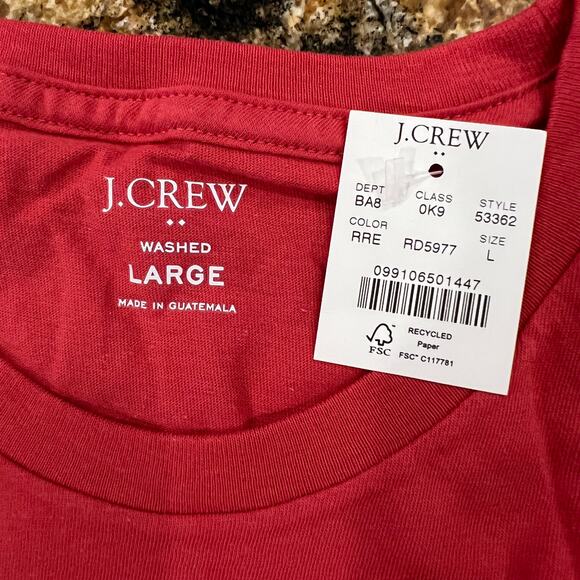 J.CREW
WASHED
LARGE
MADE IN GUATEMALA
J.CREW
DEPT CLASS STYLE
BA8 0K9 53362
COLOR SIZE
RRE RD5977 L
099106501447
RECYCLED
Paper
FSC™ C117781
FSC